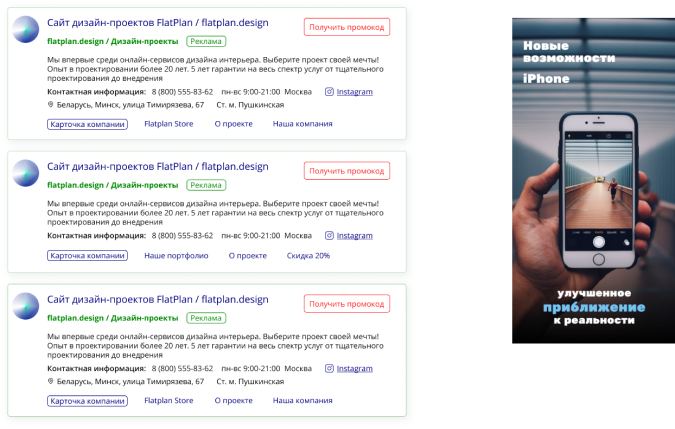 Сайт дизайн-проектов FlatPlan / flatplan.design
Получить промокод
flatplan.design / Дизайн-проекты Реклама
Мы впервые среди онлайн-сервисов дизайна интерьера. Выберите проект своей мечты!
Опыт в проектировании более 20 лет. 5 лет гарантии на весь спектр услуг от тщательного
проектирования до внедрения
Контактная информация: 8 (800) 555-83-62 пн-вс 9:00-21:00 Москва Instagram
Беларусь, Минск, улица Тимирязева, 67 Ст. м. Пушкинская
Карточка компании Flatplan Store О проекте Наша компания
Сайт дизайн-проектов FlatPlan / flatplan.design
Получить промокод
flatplan.design / Дизайн-проекты Реклама
Мы впервые среди онлайн-сервисов дизайна интерьера. Выберите проект своей мечты!
Опыт в проектировании более 20 лет. 5 лет гарантии на весь спектр услуг от тщательного
проектирования до внедрения
Контактная информация: 8 (800) 555-83-62 пн-вс 9:00-21:00 Москва Instagram
Карточка компании Наше портфолио О проекте Скидка 20%
Сайт дизайн-проектов FlatPlan / flatplan.design
Получить промокод
flatplan.design / Дизайн-проекты Реклама
Мы впервые среди онлайн-сервисов дизайна интерьера. Выберите проект своей мечты!
Опыт в проектировании более 20 лет. 5 лет гарантии на весь спектр услуг от тщательного
проектирования до внедрения
Контактная информация: 8 (800) 555-83-62 пн-вс 9:00-21:00 Москва Instagram
Беларусь, Минск, улица Тимирязева, 67 Ст. м. Пушкинская
Карточка компании Flatplan Store О проекте Наша компания
Новые
возможности
iPhone
улучшенное
приближение
к реальности